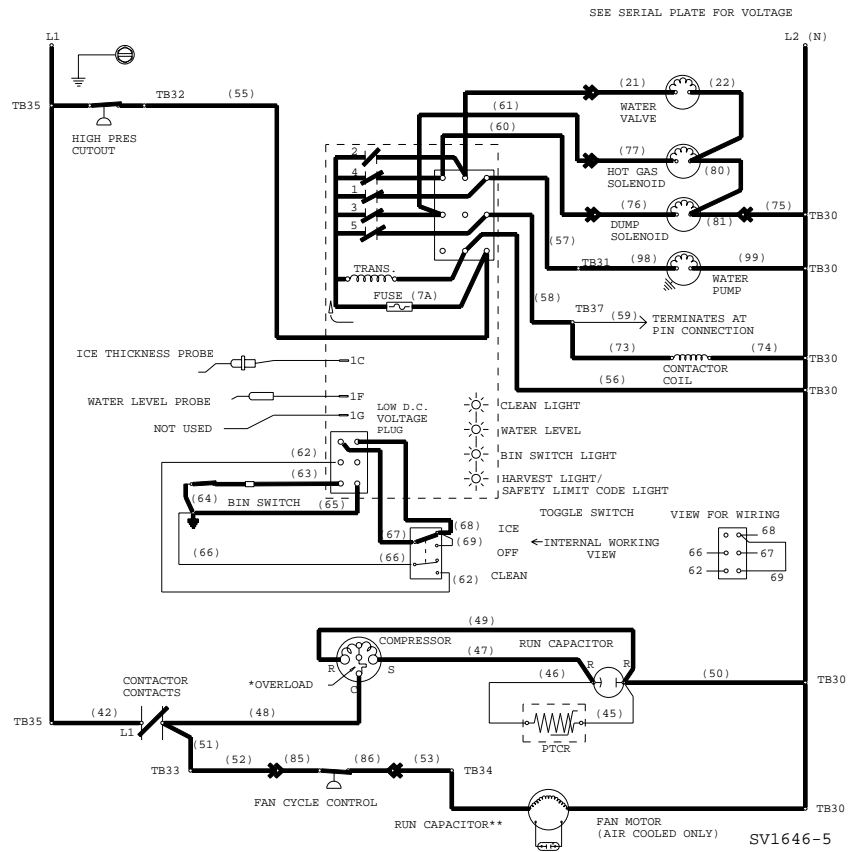 SEE SERIAL PLATE FOR VOLTAGE
L1
L2 (N)
TB35
TB32
(55)
HIGH PRES
CUTOUT
(21)
(22)
WATER
VALVE
(61)
(60)
(77)
(80)
HOT GAS
SOLENOID
(76)
(81)
(75)
TB30
DUMP
SOLENOID
2
4
1
3
5
(57)
TB31
(98)
(99)
TB30
WATER
PUMP
TRANS.
FUSE (7A)
(58)
TB37
(59)
TERMINATES AT
PIN CONNECTION
(73)
(74)
TB30
CONTACTOR
COIL
(56)
TB30
ICE THICKNESS PROBE
1C
WATER LEVEL PROBE
1F
NOT USED
1G
LOW D.C.
VOLTAGE
PLUG
CLEAN LIGHT
WATER LEVEL
BIN SWITCH LIGHT
HARVEST LIGHT/
SAFETY LIMIT CODE LIGHT
(62)
(63)
(64)
BIN SWITCH
(65)
(66)
(67)
(68)
(69)
(66)
(62)
TOGGLE SWITCH
ICE
OFF
CLEAN
INTERNAL WORKING
VIEW
VIEW FOR WIRING
68
66
67
62
69
(49)
COMPRESSOR
RUN CAPACITOR
(47)
R
S
C
*OVERLOAD
R
R
(46)
(50)
TB30
(45)
PTCR
CONTACTOR
CONTACTS
TB35
(42)
L1
(48)
(51)
TB33
(52)
(85)
(86)
(53)
TB34
FAN CYCLE CONTROL
RUN CAPACITOR**
FAN MOTOR
(AIR COOLED ONLY)
TB30
SV1646-5